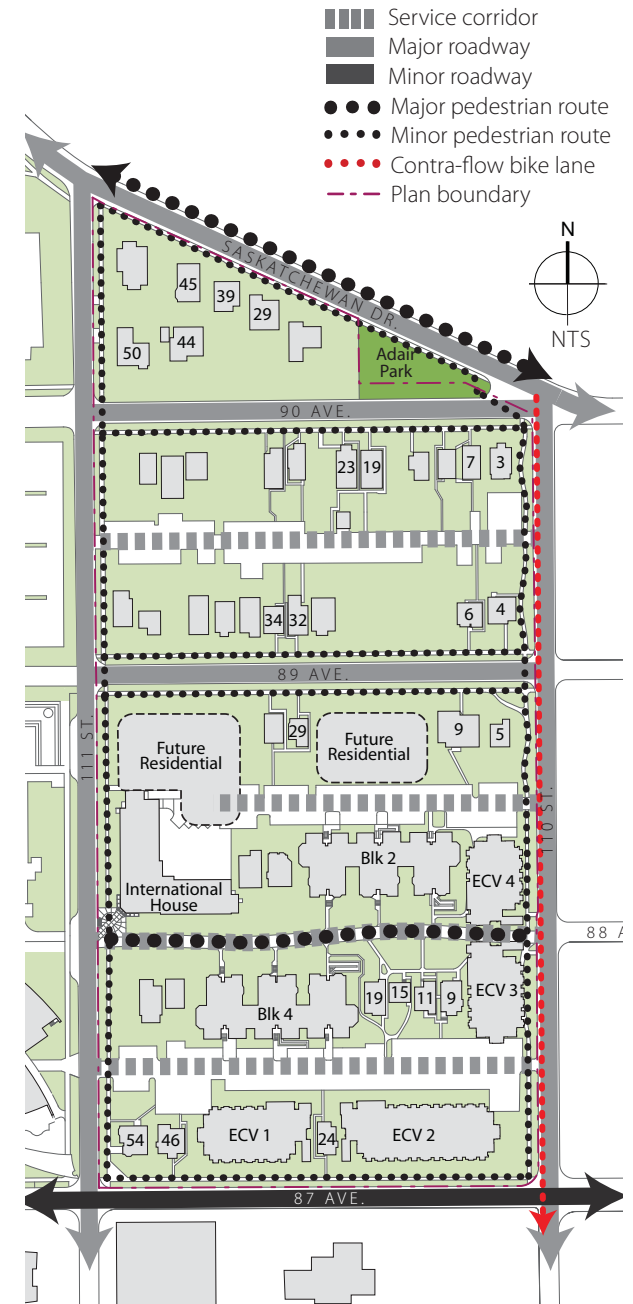 Service corridor
Major roadway
Minor roadway
Major pedestrian route
Minor pedestrian route
Contra-flow bike lane
Plan boundary
N
NTS
SASKATCHEWAN DR.
45
39
29
50
44
Adair
Park
90 AVE.
23
19
7
3
34
32
6
4
89 AVE.
111 ST.
110 ST.
Future
Residential
29
Future
Residential
9
5
Blk 2
ECV 4
International
House
88 A
Blk 4
19
15
11
9
ECV 3
54
46
ECV 1
24
ECV 2
87 AVE.